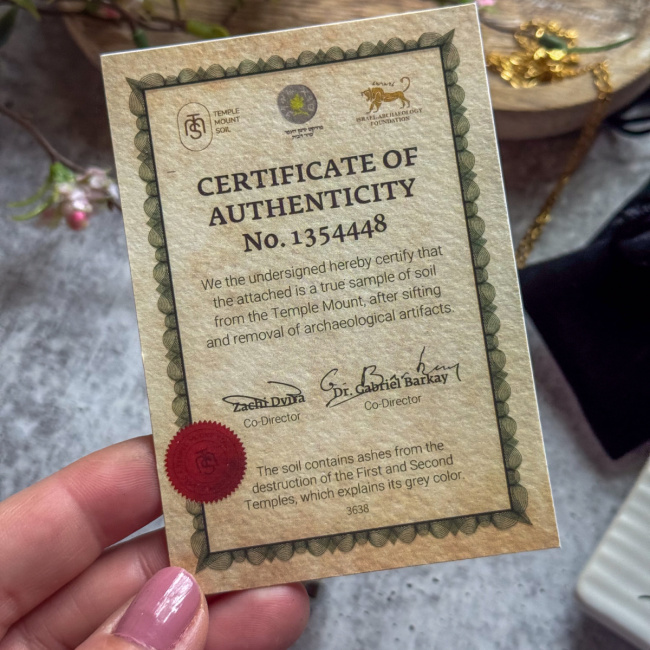 TEMPLE
MOUNT
SOIL
ISRAEL ARCHAEOLOGY
FOUNDATION
CERTIFICATE OF
AUTHENTICITY
No. 1354448
We the undersigned hereby certify that
the attached is a true sample of soil
from the Temple Mount, after sifting
and removal of archaeological artifacts.
G. Barkay
Zachi Dvira
Dr. Gabriel Barkay
Co-Director
Co-Director
The soil contains ashes from the
destruction of the First and Second
Temples, which explains its grey color.
3638